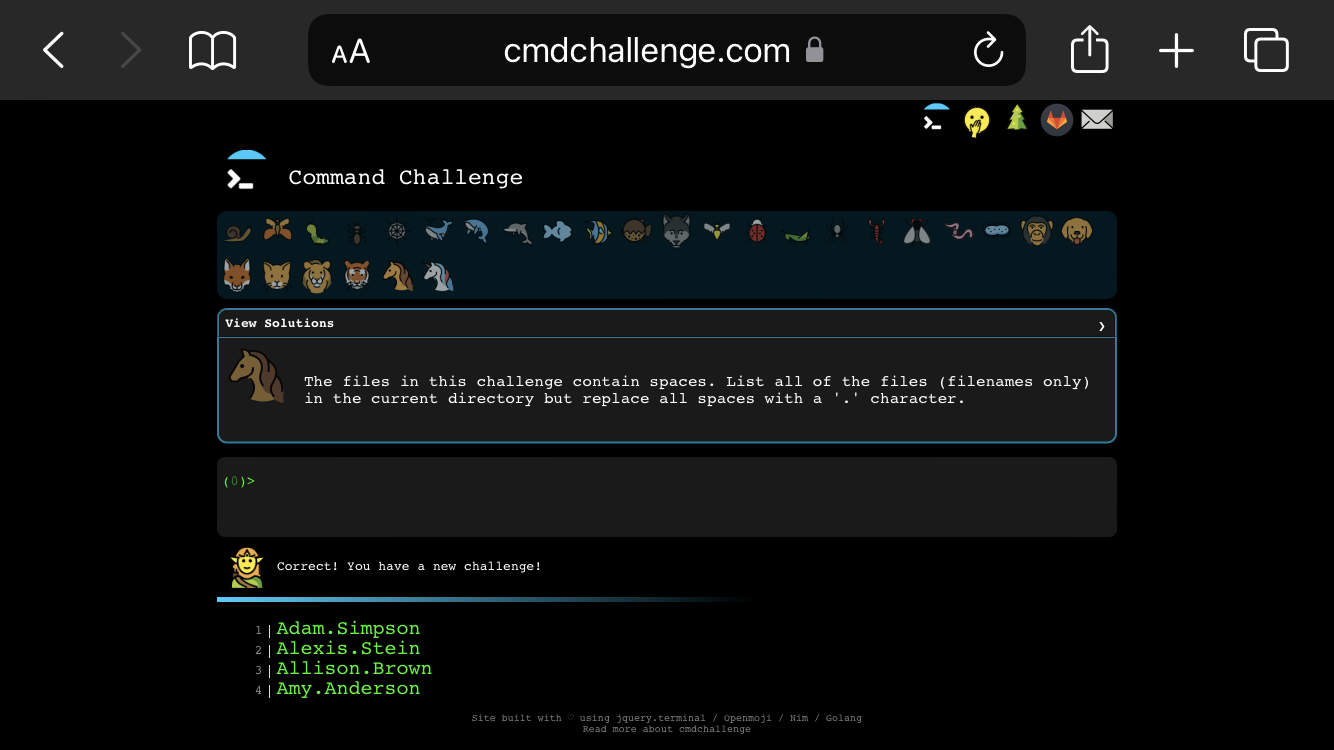 AA cmdchallenge.com
Command Challenge
View Solutions ❯
The files in this challenge contain spaces. List all of the files (filenames only)
in the current directory but replace all spaces with a '.' character.
(0)>
Correct! You have a new challenge!
1|Adam.Simpson
2|Alexis.Stein
3|Allison.Brown
4|Amy.Anderson
Site built with ♡ using jquery.terminal / Openmoji / Nim / Golang
Read more about cmdchallenge